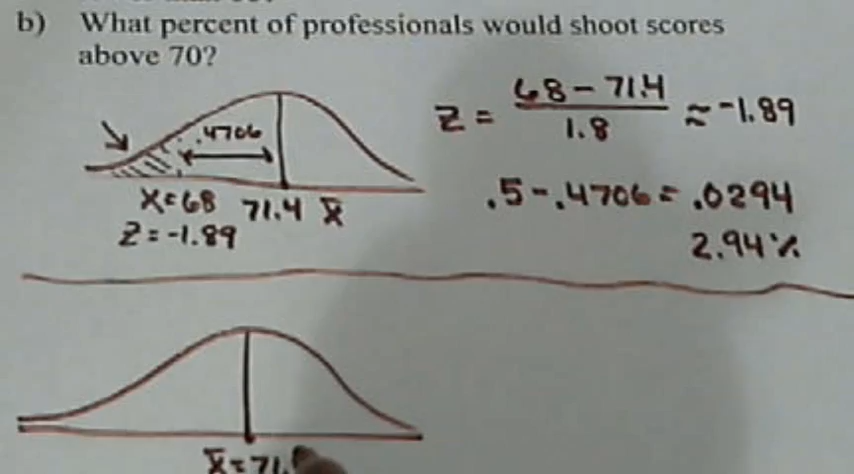 b) What percent of professionals would shoot scores
above 70?
.4706
X=68 71.4 x̄
Z=-1.89
Z = (68-71.4)/1.8 ≈ -1.89
.5-.4706=.0294
2.94%
x̄=71.